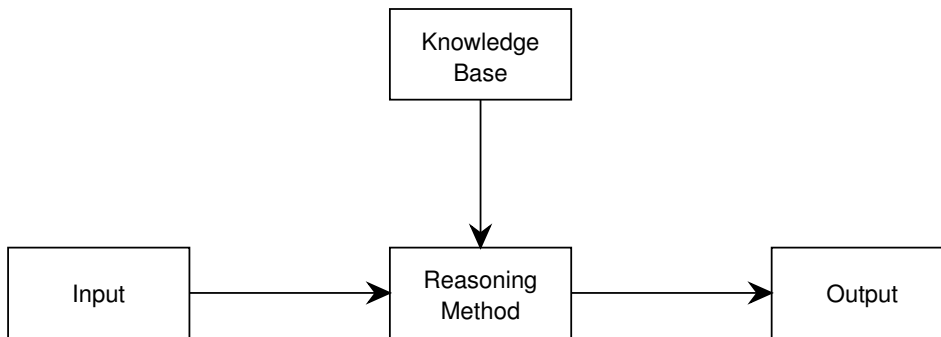 Knowledge
Base
Input
Reasoning
Method
Output